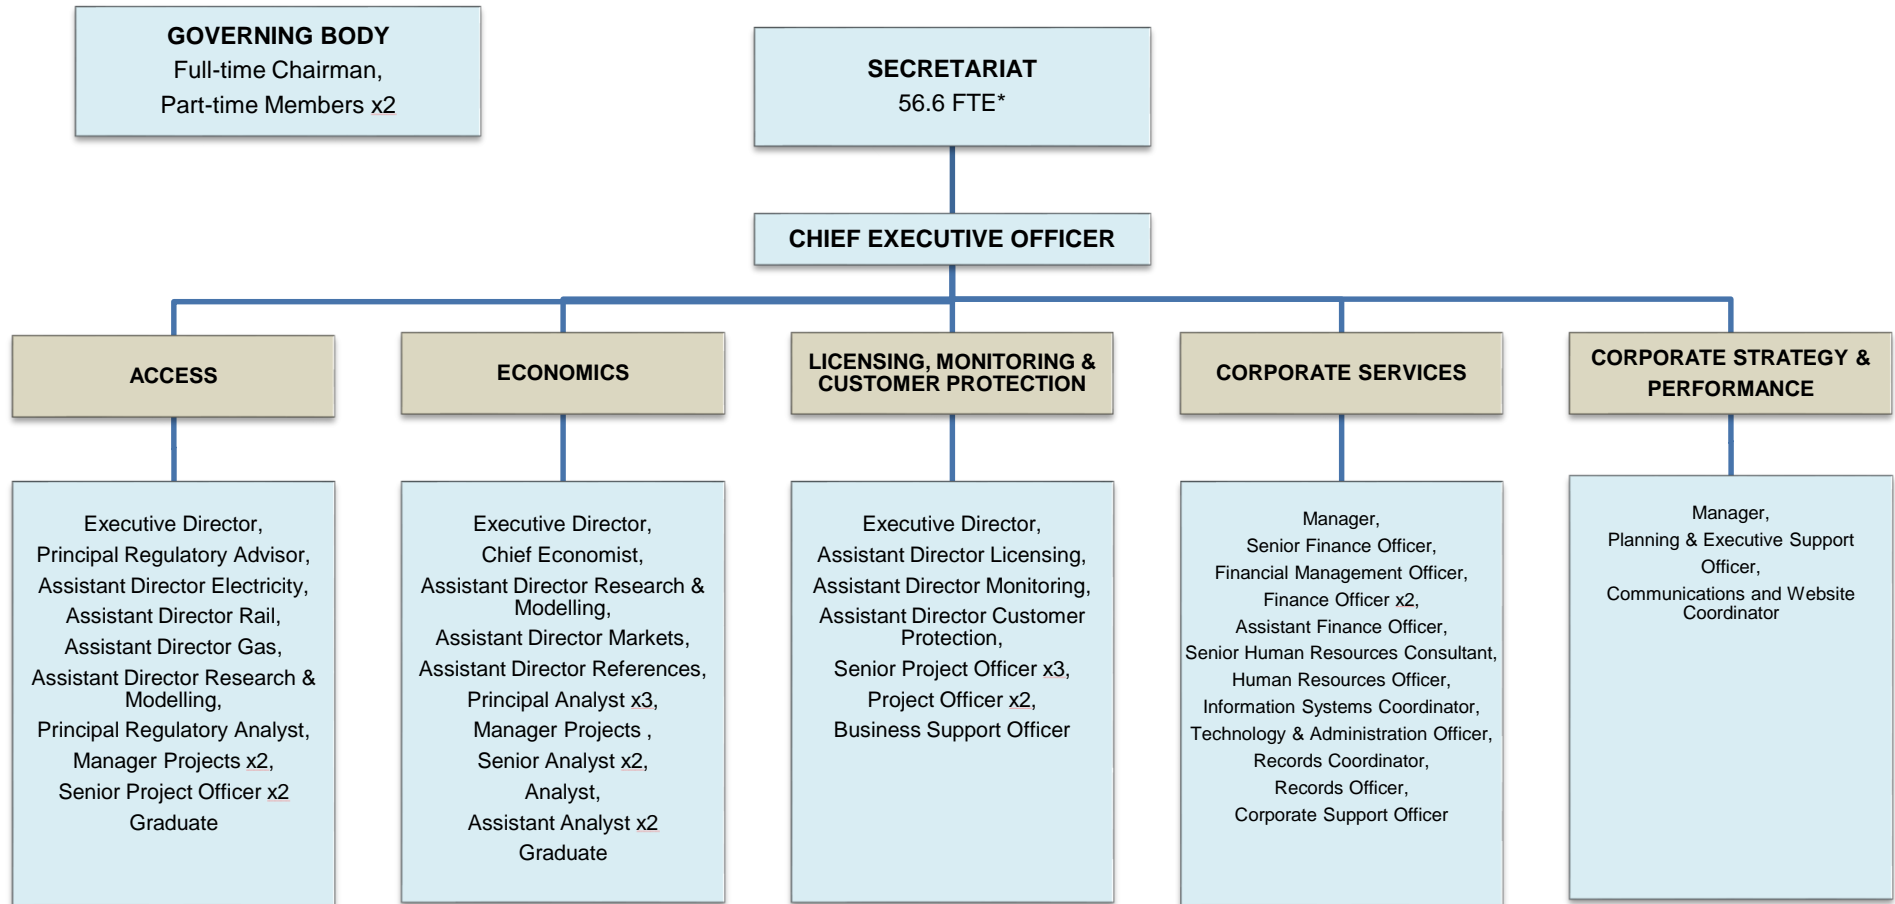 GOVERNING BODY
Full-time Chairman,
Part-time Members x2
SECRETARIAT
56.6 FTE*
CHIEF EXECUTIVE OFFICER
ACCESS
ECONOMICS
LICENSING, MONITORING &
CUSTOMER PROTECTION
CORPORATE SERVICES
CORPORATE STRATEGY &
PERFORMANCE
Executive Director,
Principal Regulatory Advisor,
Assistant Director Electricity,
Assistant Director Rail,
Assistant Director Gas,
Assistant Director Research &
Modelling,
Principal Regulatory Analyst,
Manager Projects x2,
Senior Project Officer x2
Graduate
Executive Director,
Chief Economist,
Assistant Director Research &
Modelling,
Assistant Director Markets,
Assistant Director References,
Principal Analyst x3,
Manager Projects ,
Senior Analyst x2,
Analyst,
Assistant Analyst x2
Graduate
Executive Director,
Assistant Director Licensing,
Assistant Director Monitoring,
Assistant Director Customer
Protection,
Senior Project Officer x3,
Project Officer x2,
Business Support Officer
Manager,
Senior Finance Officer,
Financial Management Officer,
Finance Officer x2,
Assistant Finance Officer,
Senior Human Resources Consultant,
Human Resources Officer,
Information Systems Coordinator,
Technology & Administration Officer,
Records Coordinator,
Records Officer,
Corporate Support Officer
Manager,
Planning & Executive Support
Officer,
Communications and Website
Coordinator